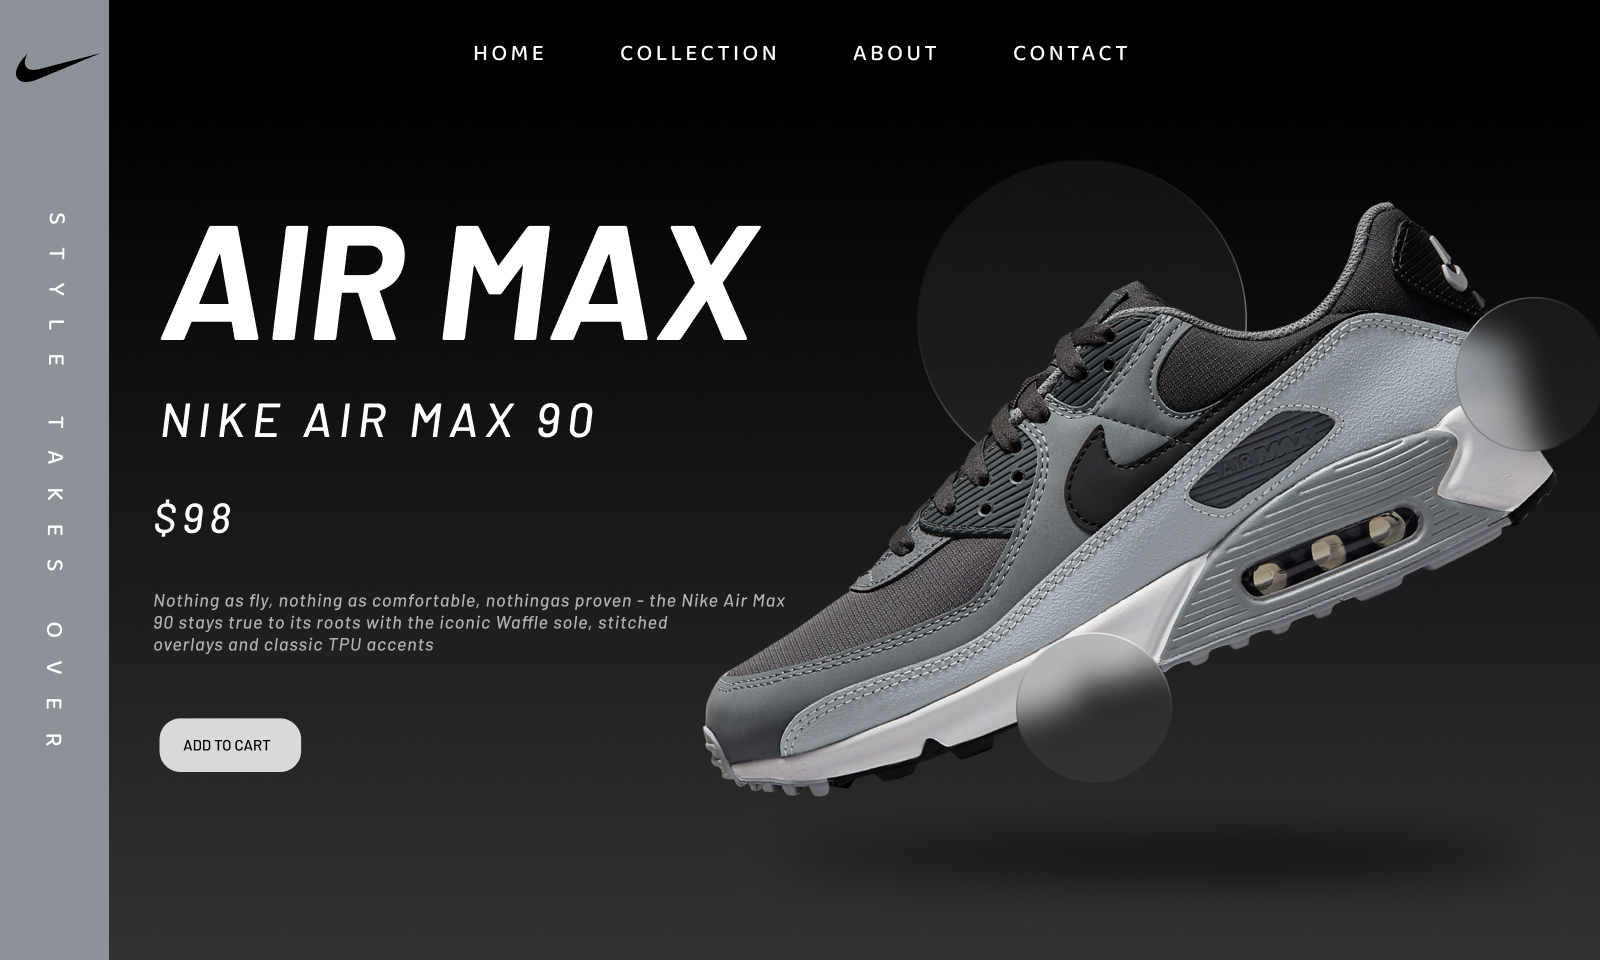 HOME COLLECTION ABOUT CONTACT
STYLE TAKES OVER
AIR MAX
NIKE AIR MAX 90
$98
Nothing as fly, nothing as comfortable, nothingas proven - the Nike Air Max
90 stays true to its roots with the iconic Waffle sole, stitched
overlays and classic TPU accents
ADD TO CART
AIR MAX